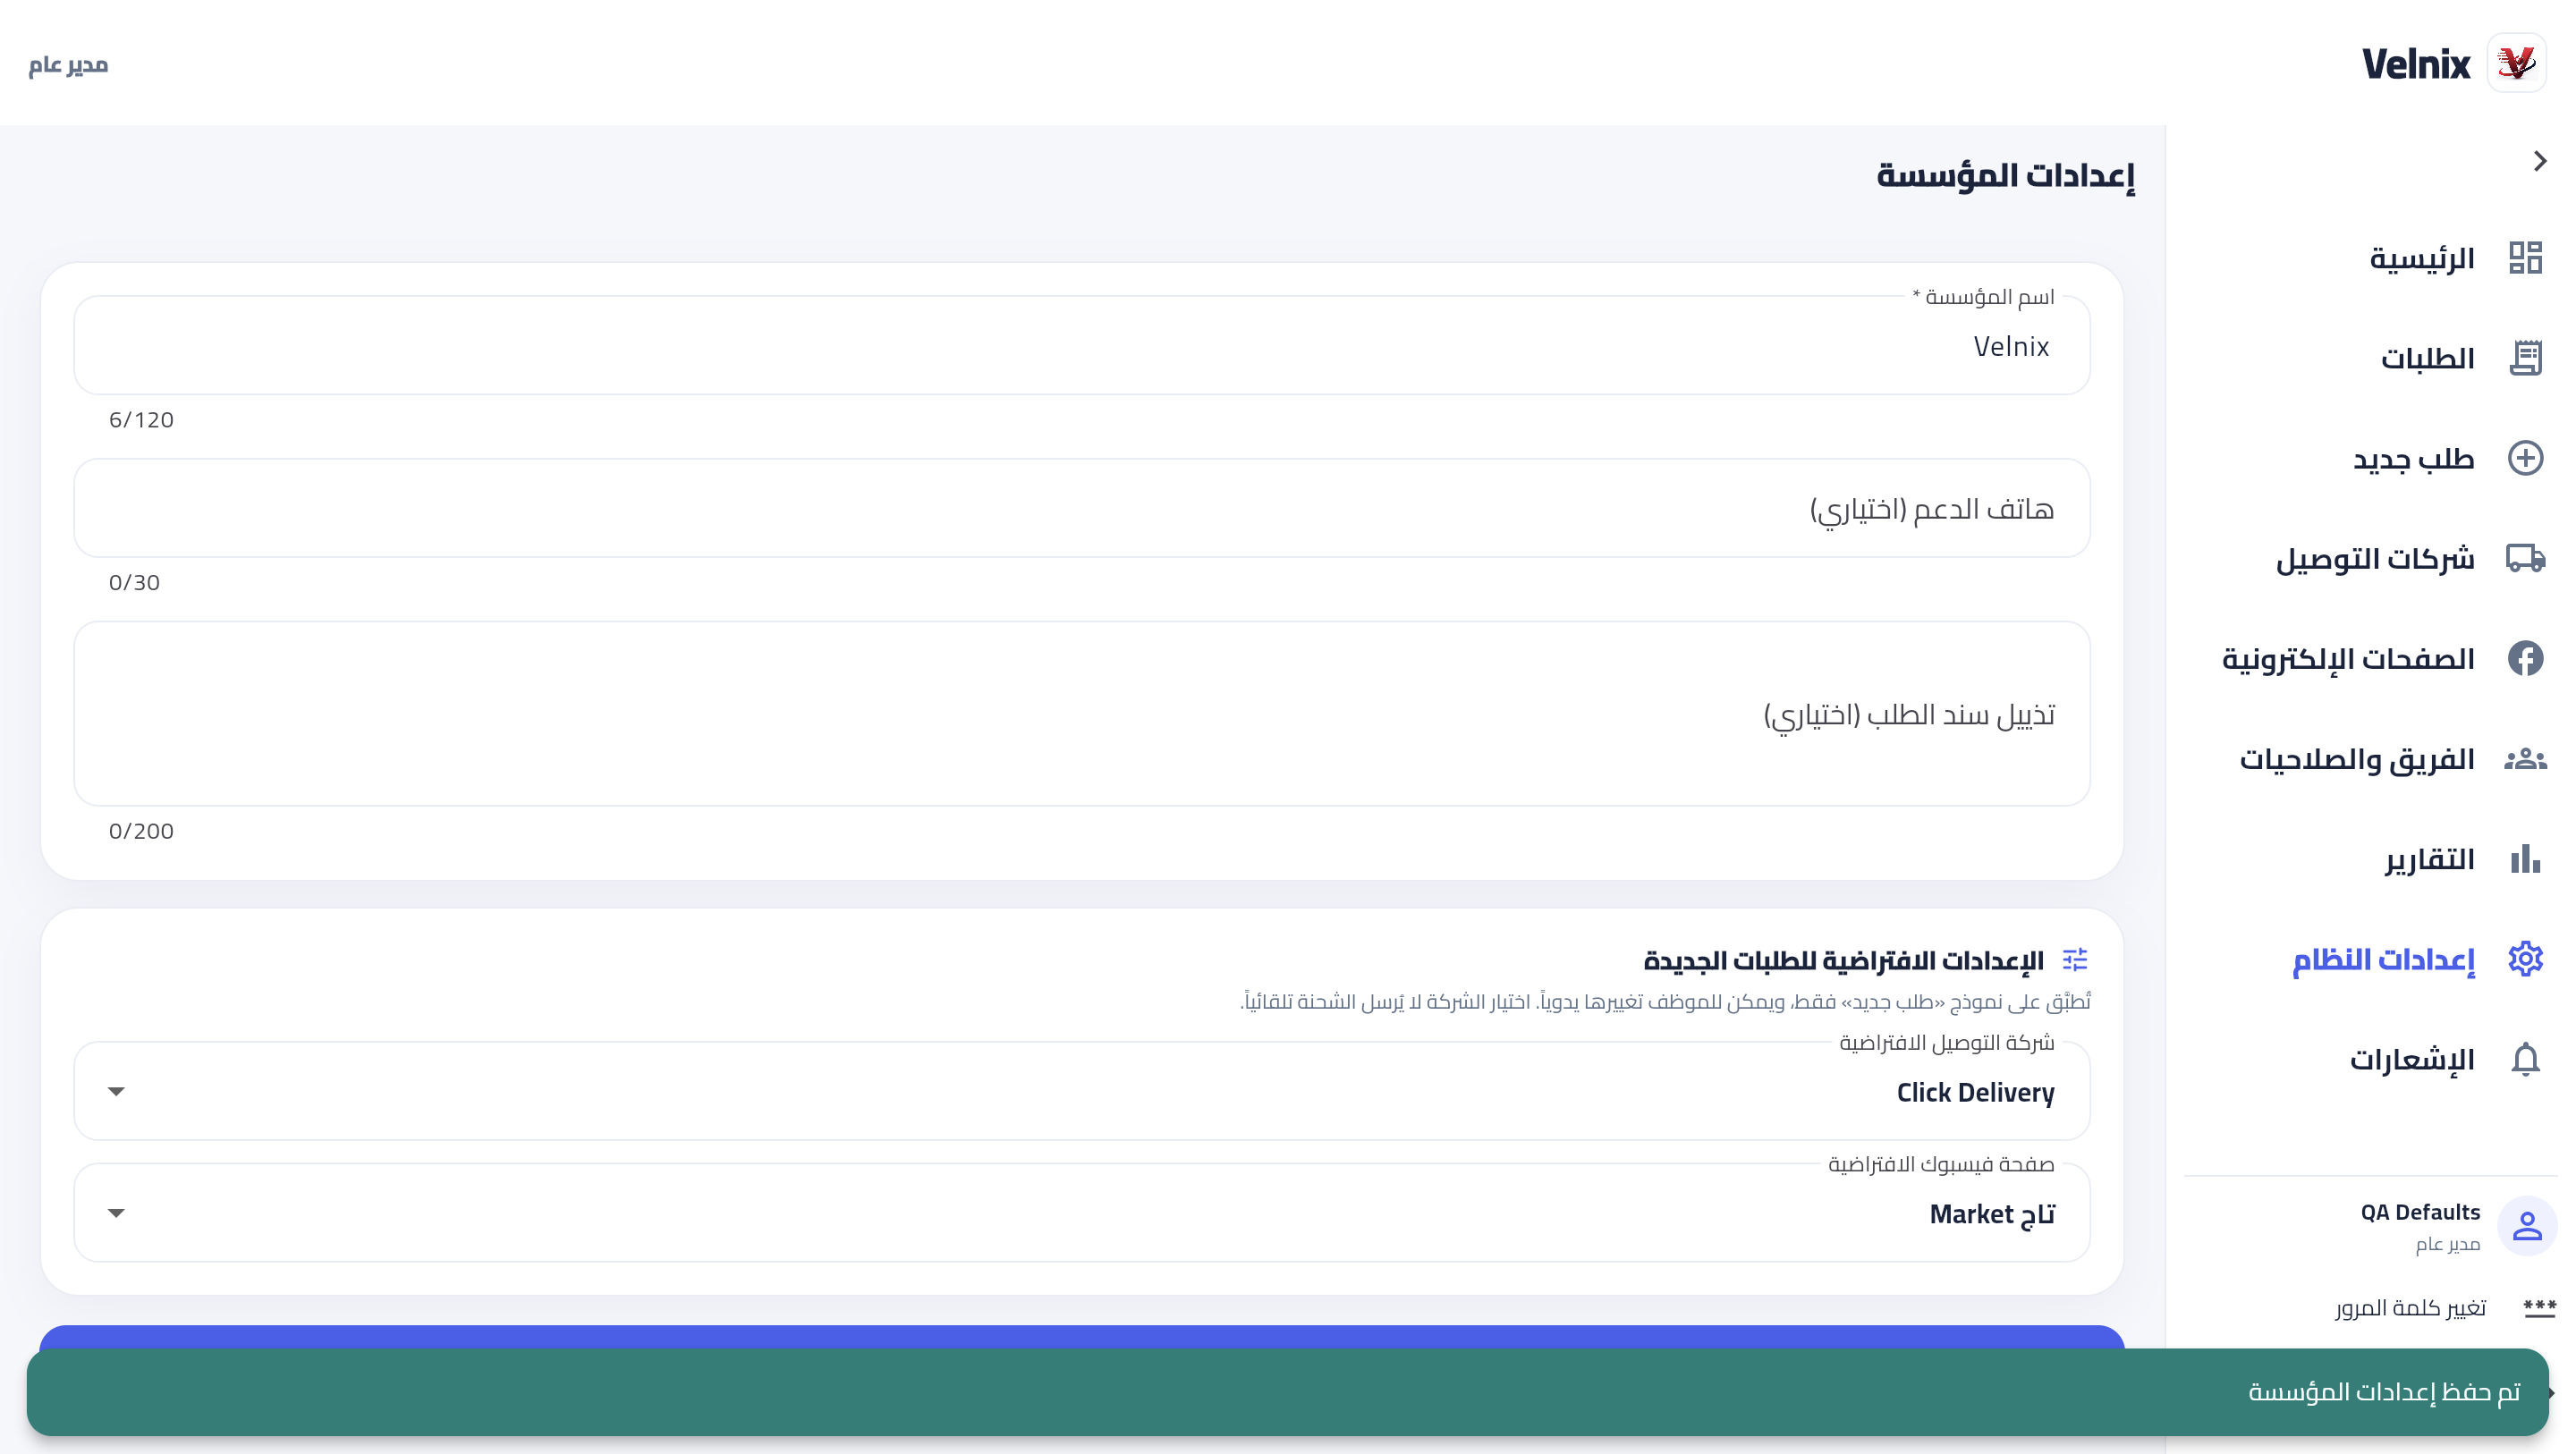 Velnix
مدير عام
الرئيسية
الطلبات
طلب جديد
شركات التوصيل
الصفحات الإلكترونية
الفريق والصلاحيات
التقارير
إعدادات النظام
الإشعارات
QA Defaults
مدير عام
تغيير كلمة المرور
إعدادات المؤسسة
اسم المؤسسة *
Velnix
6/120
هاتف الدعم (اختياري)
0/30
تذييل سند الطلب (اختياري)
0/200
الإعدادات الافتراضية للطلبات الجديدة
تُطبَّق على نموذج «طلب جديد» فقط، ويمكن للموظف تغييرها يدوياً. اختيار الشركة لا يُرسل الشحنة تلقائياً.
شركة التوصيل الافتراضية
Click Delivery
صفحة فيسبوك الافتراضية
تاج Market
تم حفظ إعدادات المؤسسة